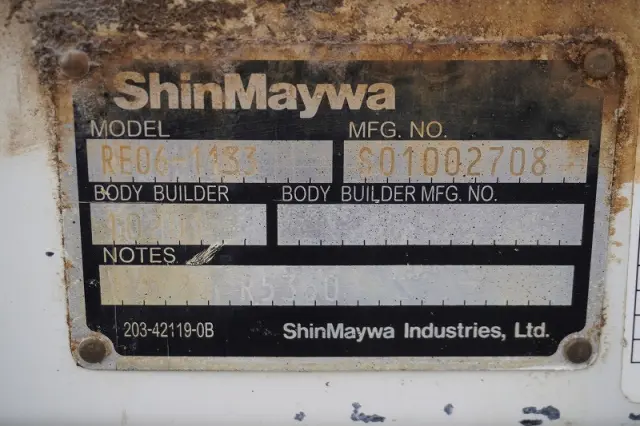 ShinMaywa
MODEL MFG. NO.
RE06-1133 S01002708
BODY BUILDER BODY BUILDER MFG. NO.
NOTES
203-42119-0B ShinMaywa Industries, Ltd.